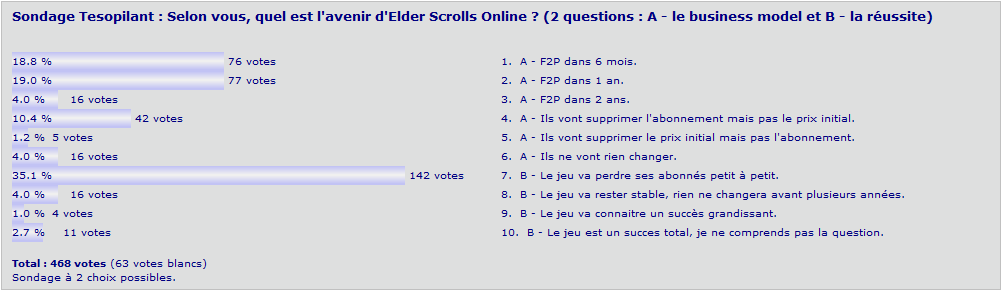 Sondage Tesopilant : Selon vous, quel est l'avenir d'Elder Scrolls Online ? (2 questions : A - le business model et B - la réussite)
18.8 % 76 votes 1. A - F2P dans 6 mois.
19.0 % 77 votes 2. A - F2P dans 1 an.
4.0 % 16 votes 3. A - F2P dans 2 ans.
10.4 % 42 votes 4. A - Ils vont supprimer l'abonnement mais pas le prix initial.
1.2 % 5 votes 5. A - Ils vont supprimer le prix initial mais pas l'abonnement.
4.0 % 16 votes 6. A - Ils ne vont rien changer.
35.1 % 142 votes 7. B - Le jeu va perdre ses abonnés petit à petit.
4.0 % 16 votes 8. B - Le jeu va rester stable, rien ne changera avant plusieurs années.
1.0 % 4 votes 9. B - Le jeu va connaitre un succès grandissant.
2.7 % 11 votes 10. B - Le jeu est un succes total, je ne comprends pas la question.
Total : 468 votes (63 votes blancs)
Sondage à 2 choix possibles.